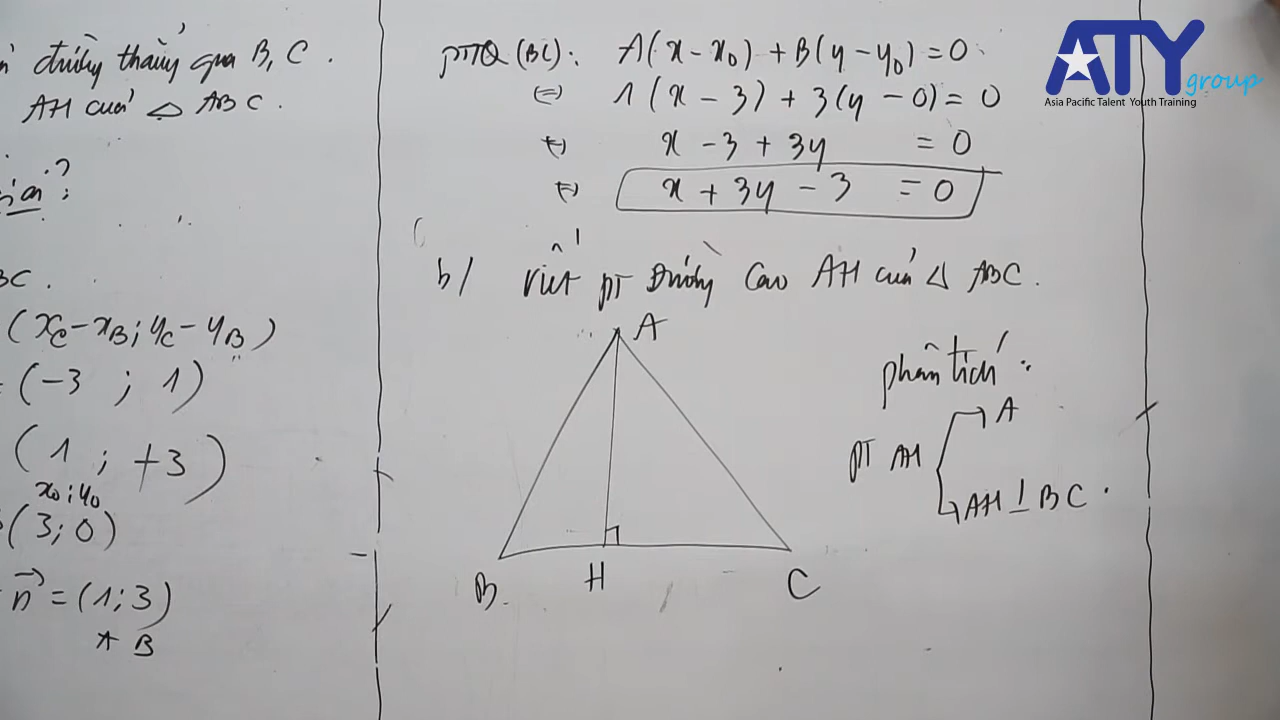 đường thẳng qua B, C.
AH của △ ABC.
BC.
(x_C - x_B; y_C - y_B)
= (-3 ; 1)
(1 ; +3)
x₀; y₀
(3; 0)
n⃗ = (1; 3)
A B
PTTQ (BC): A(x - x₀) + B(y - y₀) = 0
(=) 1(x - 3) + 3(y - 0) = 0
(=) x - 3 + 3y = 0
(=) x + 3y - 3 = 0
b/ Viết PT Đường Cao AH của △ ABC.
A
B
H
C
phân tích:
PT AH
A
AH ⊥ BC.
ATY group
Asia Pacific Talent Youth Training